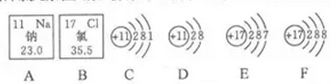 11 Na 17 Cl
钠 氯 +11 2 8 1 +11 2 8 +17 2 8 7 +17 2 8 8
23.0 35.5
A B C D E F